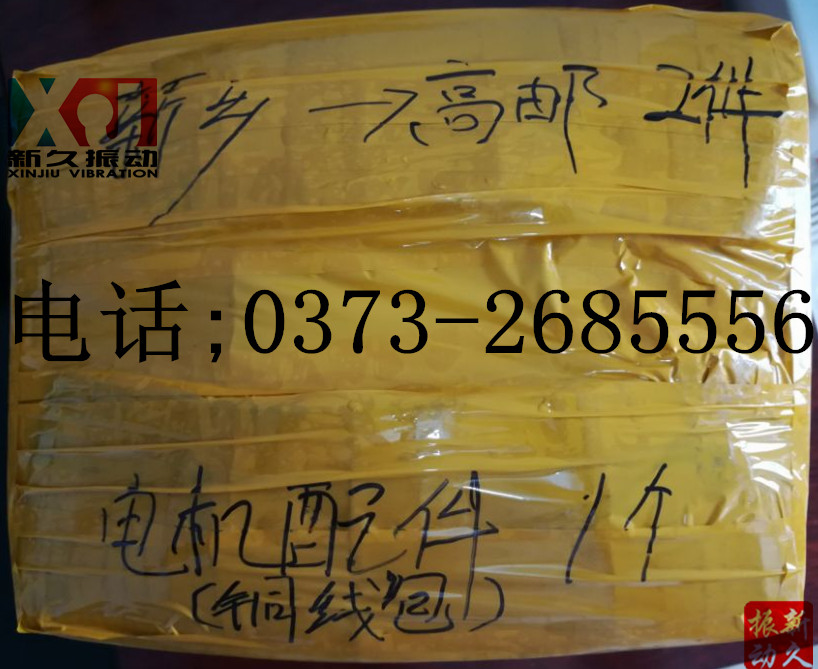 新乡→高邮 2件
新久振动
XINJIU VIBRATION
电话;0373-2685556
电机配件 1个
(铜线包)
新久振动